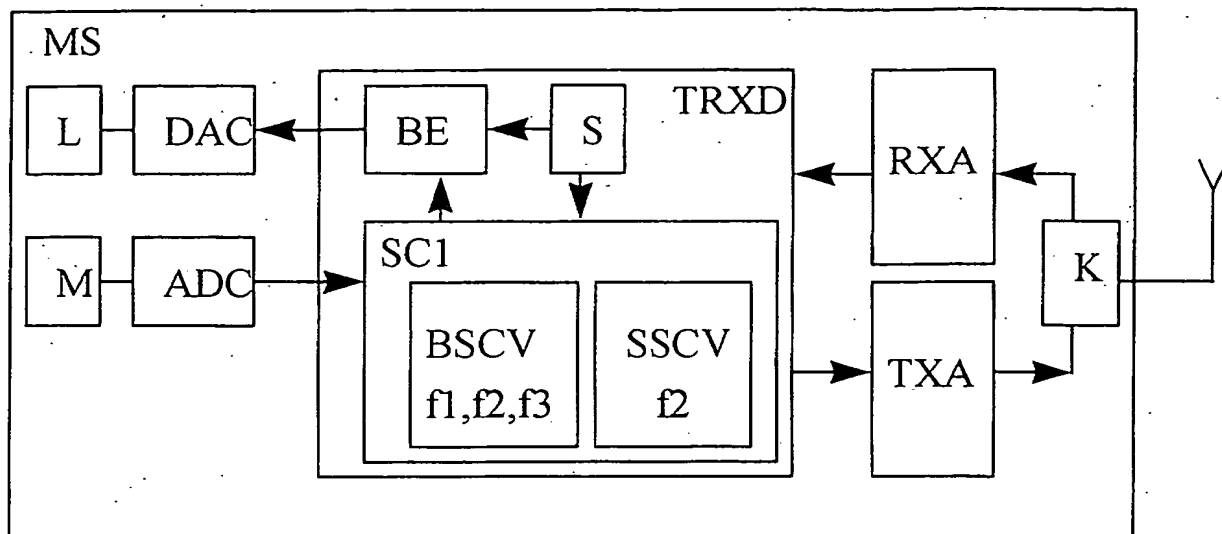 MS
L
DAC
BE
S
TRXD
RXA
SC1
M
ADC
K
BSCV
f1,f2,f3
SSCV
f2
TXA